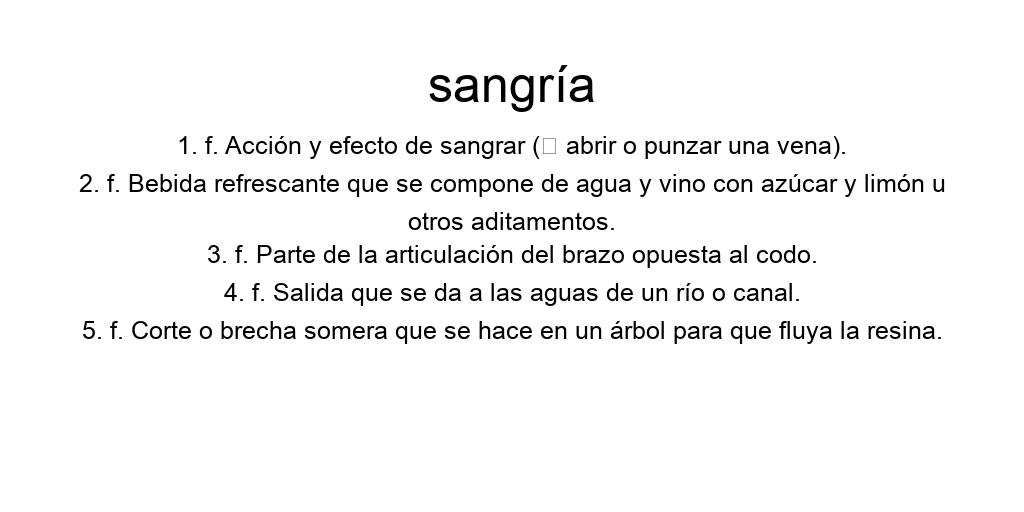 sangría
1. f. Acción y efecto de sangrar (□ abrir o punzar una vena).
2. f. Bebida refrescante que se compone de agua y vino con azúcar y limón u
otros aditamentos.
3. f. Parte de la articulación del brazo opuesta al codo.
4. f. Salida que se da a las aguas de un río o canal.
5. f. Corte o brecha somera que se hace en un árbol para que fluya la resina.